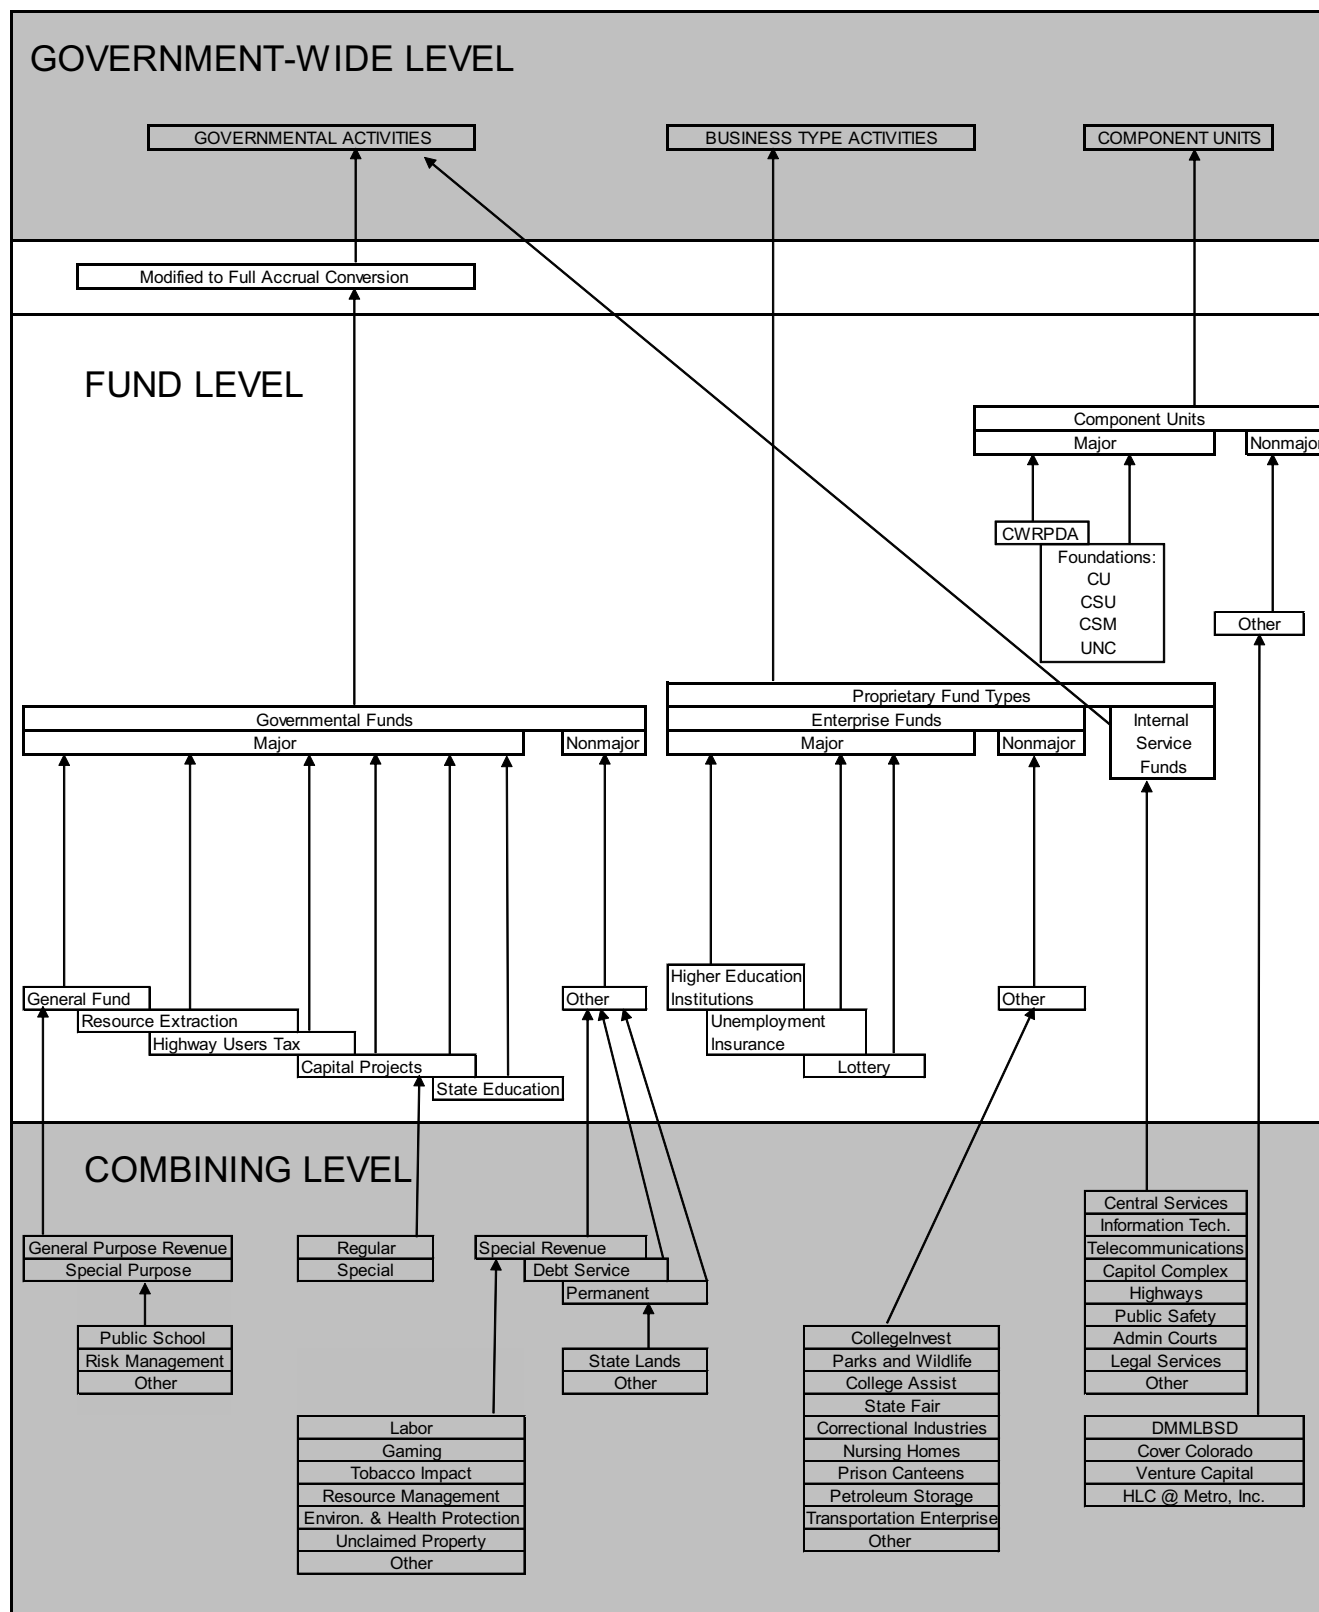 GOVERNMENT-WIDE LEVEL
GOVERNMENTAL ACTIVITIES
BUSINESS TYPE ACTIVITIES
COMPONENT UNITS
Modified to Full Accrual Conversion
FUND LEVEL
Component Units
Major
Nonmajor
CWRPDA
Foundations:
CU
CSU
CSM
UNC
Other
Governmental Funds
Major
Nonmajor
Proprietary Fund Types
Enterprise Funds
Major
Nonmajor
Internal
Service
Funds
General Fund
Resource Extraction
Highway Users Tax
Capital Projects
State Education
Other
Higher Education
Institutions
Unemployment
Insurance
Lottery
Other
COMBINING LEVEL
General Purpose Revenue
Special Purpose
Public School
Risk Management
Other
Regular
Special
Special Revenue
Debt Service
Permanent
State Lands
Other
Labor
Gaming
Tobacco Impact
Resource Management
Environ. & Health Protection
Unclaimed Property
Other
CollegeInvest
Parks and Wildlife
College Assist
State Fair
Correctional Industries
Nursing Homes
Prison Canteens
Petroleum Storage
Transportation Enterprise
Other
Central Services
Information Tech.
Telecommunications
Capitol Complex
Highways
Public Safety
Admin Courts
Legal Services
Other
DMMLBSD
Cover Colorado
Venture Capital
HLC @ Metro, Inc.